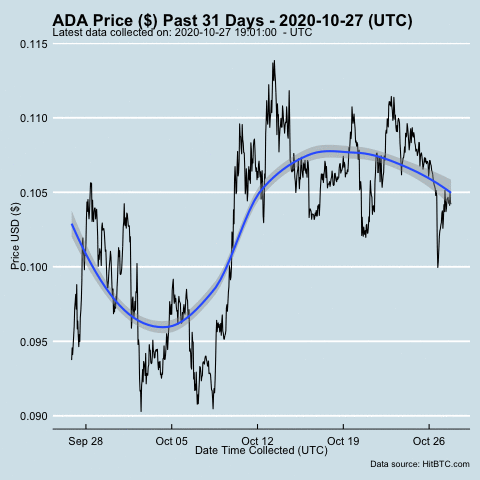 ADA Price ($) Past 31 Days - 2020-10-27 (UTC)
Latest data collected on: 2020-10-27 19:01:00 - UTC
0.115
0.110
0.105
0.100
0.095
0.090
Price USD ($)
Sep 28 Oct 05 Oct 12 Oct 19 Oct 26
Date Time Collected (UTC)
Data source: HitBTC.com